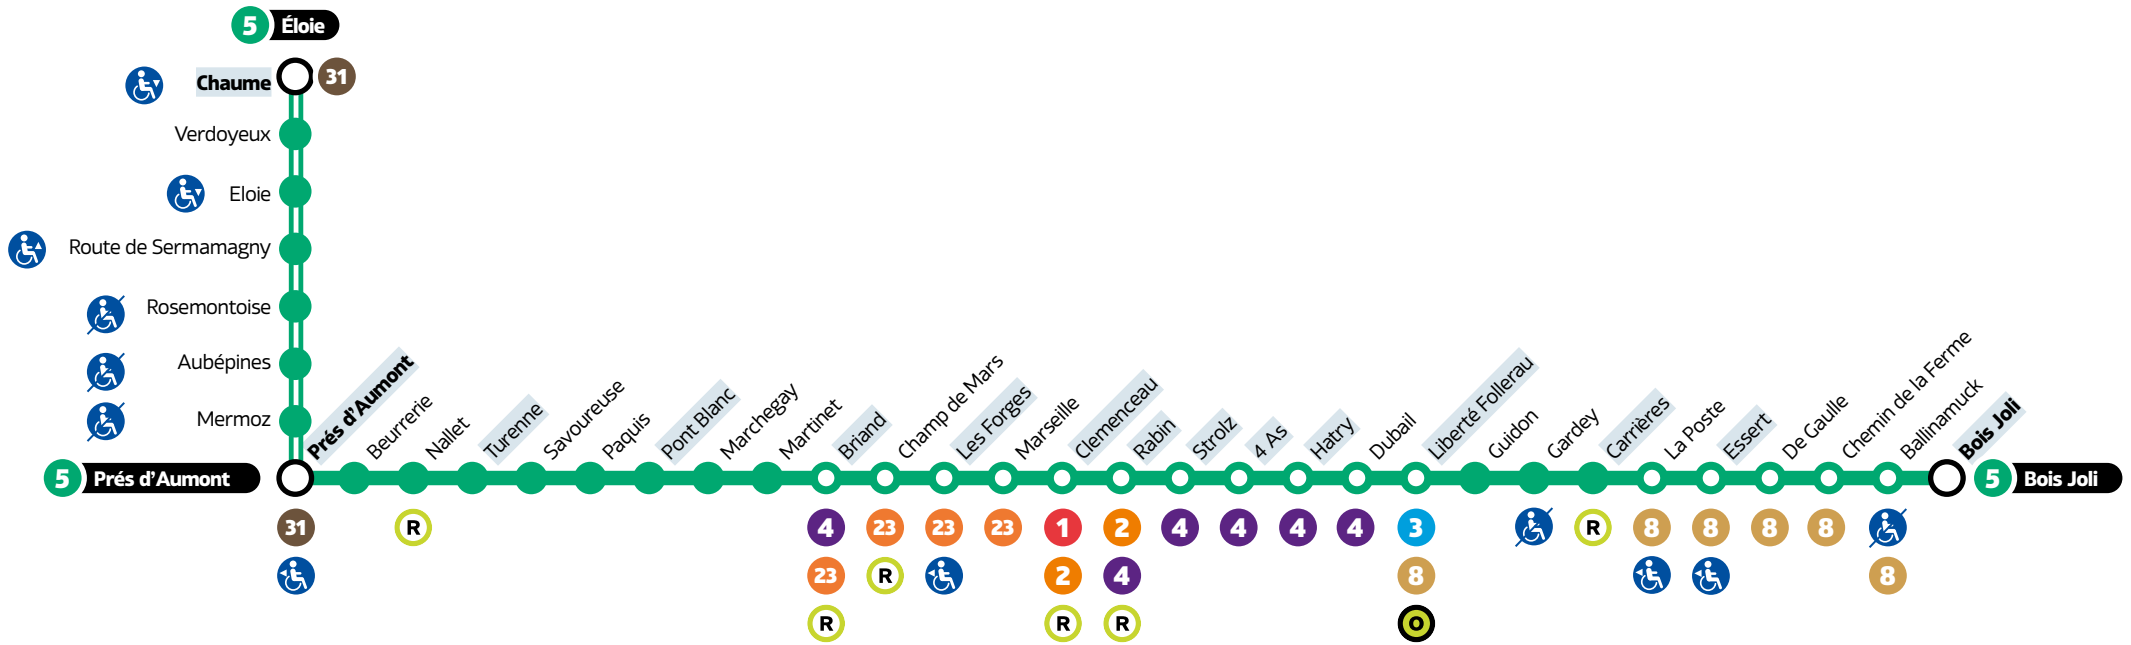 5 Éloie
Chaume 31
Verdoyeux
Eloie
Route de Sermamagny
Rosemontoise
Aubépines
Mermoz
5 Prés d'Aumont
Prés d'Aumont
Beurrerie
Nallet
Turenne
Savoureuse
Paquis
Pont Blanc
Marchegay
Martinet
Briand
Champ de Mars
Les Forges
Marseille
Clemenceau
Rabin
Strolz
4 As
Hatry
Dubail
Liberté Follerau
Guidon
Gardey
Carrières
La Poste
Essert
De Gaulle
Chemin de la Ferme
Ballinamuck
Bois Joli
5 Bois Joli
31 R 4 23 23 23 1 2 4 4 4 4 3 R 8 8 8 8
23 R 2 4 8 8
R R R O